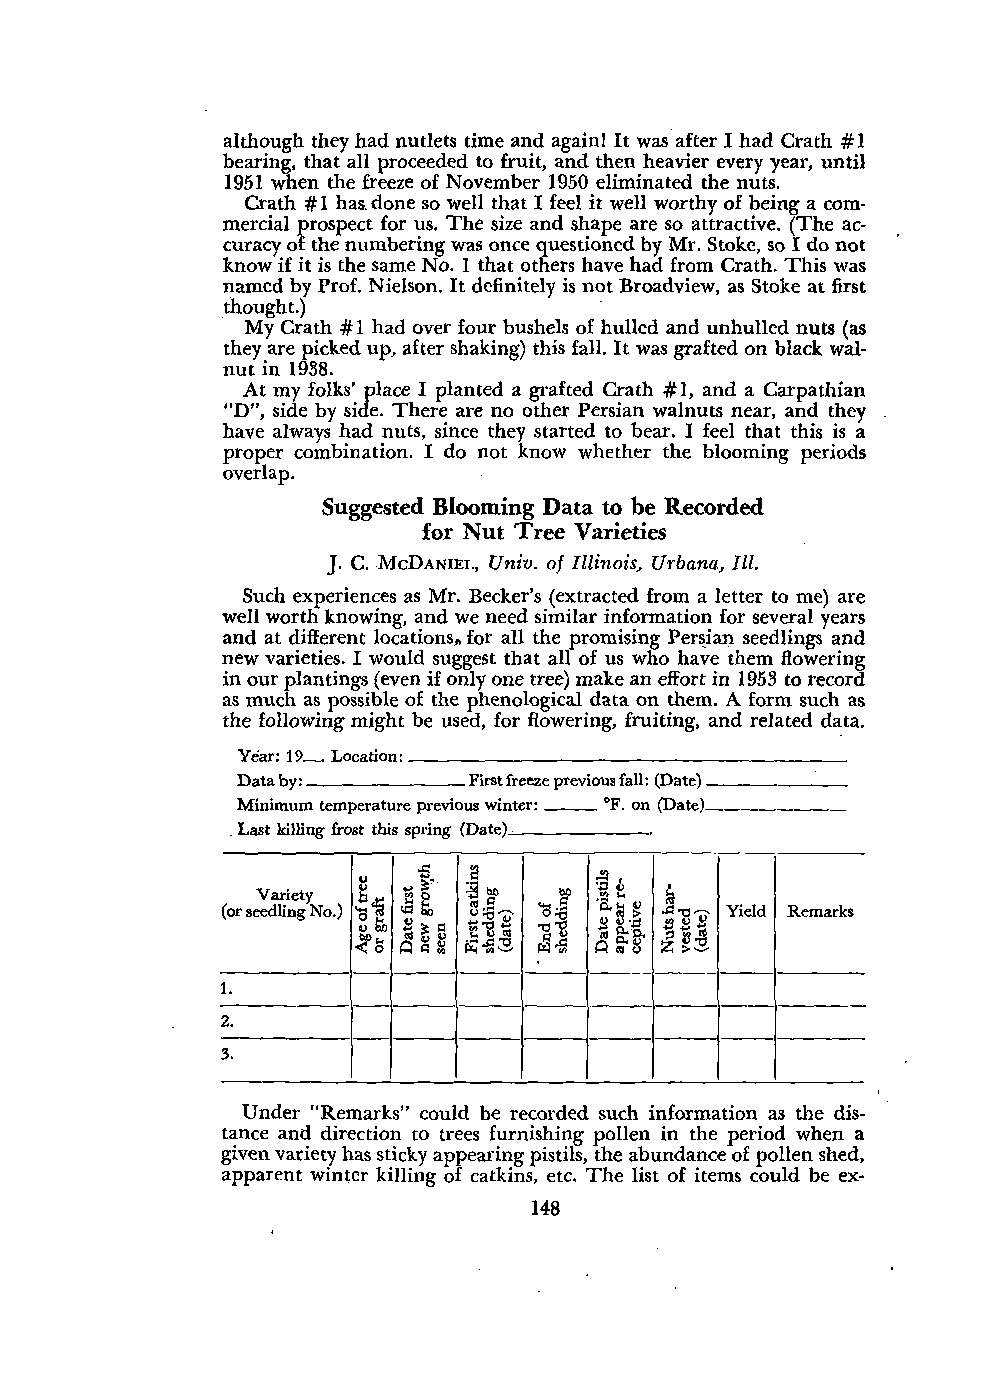 although they had nutlets time and again! It was after I had Crath #1
bearing, that all proceeded to fruit, and then heavier every year, until
1951 when the freeze of November 1950 eliminated the nuts.
Crath #1 has done so well that I feel it well worthy of being a com-
mercial prospect for us. The size and shape are so attractive. (The ac-
curacy of the numbering was once questioned by Mr. Stoke, so I do not
know if it is the same No. 1 that others have had from Crath. This was
named by Prof. Nielson. It definitely is not Broadview, as Stoke at first
thought.)
My Crath #1 had over four bushels of hulled and unhulled nuts (as
they are picked up, after shaking) this fall. It was grafted on black wal-
nut in 1938.
At my folks' place I planted a grafted Crath #1, and a Carpathian
"D", side by side. There are no other Persian walnuts near, and they
have always had nuts, since they started to bear. I feel that this is a
proper combination. I do not know whether the blooming periods
overlap.
Suggested Blooming Data to be Recorded
for Nut Tree Varieties
J. C. McDaniel, Univ. of Illinois, Urbana, Ill.
Such experiences as Mr. Becker's (extracted from a letter to me) are
well worth knowing, and we need similar information for several years
and at different locations, for all the promising Persian seedlings and
new varieties. I would suggest that all of us who have them flowering
in our plantings (even if only one tree) make an effort in 1953 to record
as much as possible of the phenological data on them. A form such as
the following might be used, for flowering, fruiting, and related data.
Year: 19__. Location: ____________________
Data by: ____________ First freeze previous fall: (Date) ____________
Minimum temperature previous winter: _____ °F. on (Date)____________
Last killing frost this spring (Date)____________.
Variety
(or seedling No.)
Age of tree
or graft
Date first
new growth
seen
First catkins
shedding
(date)
End of
shedding
Date pistils
appear re-
ceptive
Nuts har-
vested
(date)
Yield
Remarks
1.
2.
3.
Under "Remarks" could be recorded such information as the dis-
tance and direction to trees furnishing pollen in the period when a
given variety has sticky appearing pistils, the abundance of pollen shed,
apparent winter killing of catkins, etc. The list of items could be ex-
148